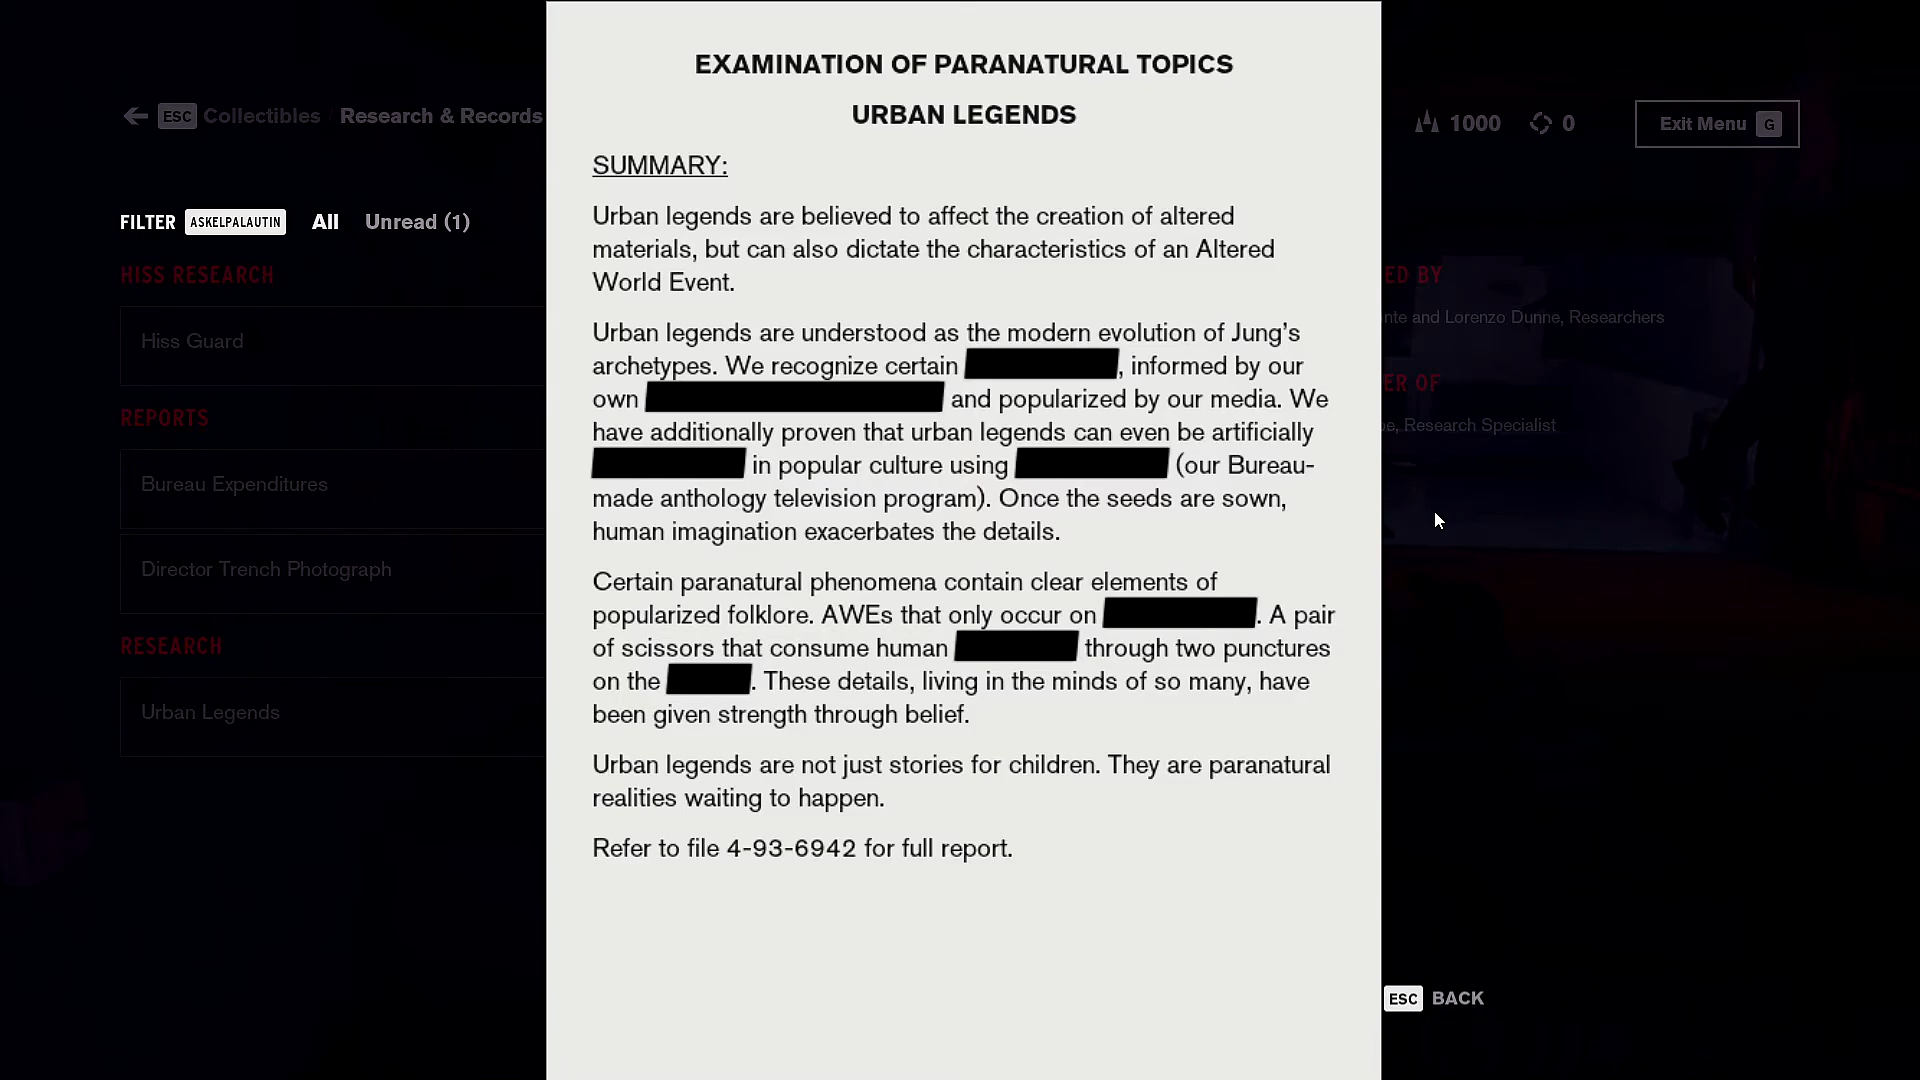 EXAMINATION OF PARANATURAL TOPICS
URBAN LEGENDS
SUMMARY:
Urban legends are believed to affect the creation of altered
materials, but can also dictate the characteristics of an Altered
World Event.
Urban legends are understood as the modern evolution of Jung's
archetypes. We recognize certain , informed by our
own and popularized by our media. We
have additionally proven that urban legends can even be artificially
in popular culture using (our Bureau-
made anthology television program). Once the seeds are sown,
human imagination exacerbates the details.
Certain paranatural phenomena contain clear elements of
popularized folklore. AWEs that only occur on . A pair
of scissors that consume human through two punctures
on the . These details, living in the minds of so many, have
been given strength through belief.
Urban legends are not just stories for children. They are paranatural
realities waiting to happen.
Refer to file 4-93-6942 for full report.
ESC Collectibles / Research & Records
FILTER ASKELPALAUTIN All Unread (1)
HISS RESEARCH
Hiss Guard
REPORTS
Bureau Expenditures
Director Trench Photograph
RESEARCH
Urban Legends
1000 0
Exit Menu G
ED BY
nte and Lorenzo Dunne, Researchers
ER OF
e, Research Specialist
ESC BACK